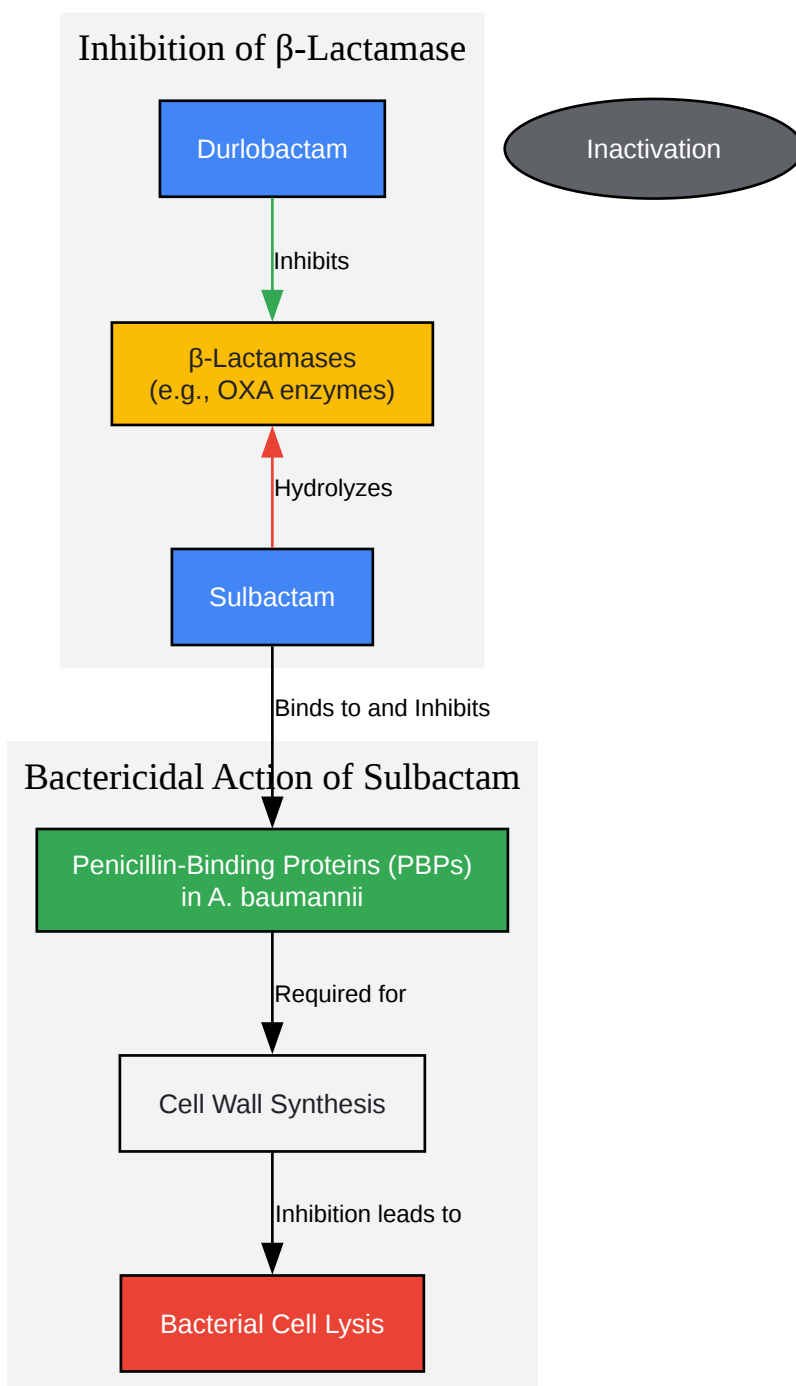 Inhibition of β-Lactamase
Durlobactam
Inactivation
Inhibits
β-Lactamases
(e.g., OXA enzymes)
Hydrolyzes
Sulbactam
Binds to and Inhibits
Bactericidal Action of Sulbactam
Penicillin-Binding Proteins (PBPs)
in A. baumannii
Required for
Cell Wall Synthesis
Inhibition leads to
Bacterial Cell Lysis